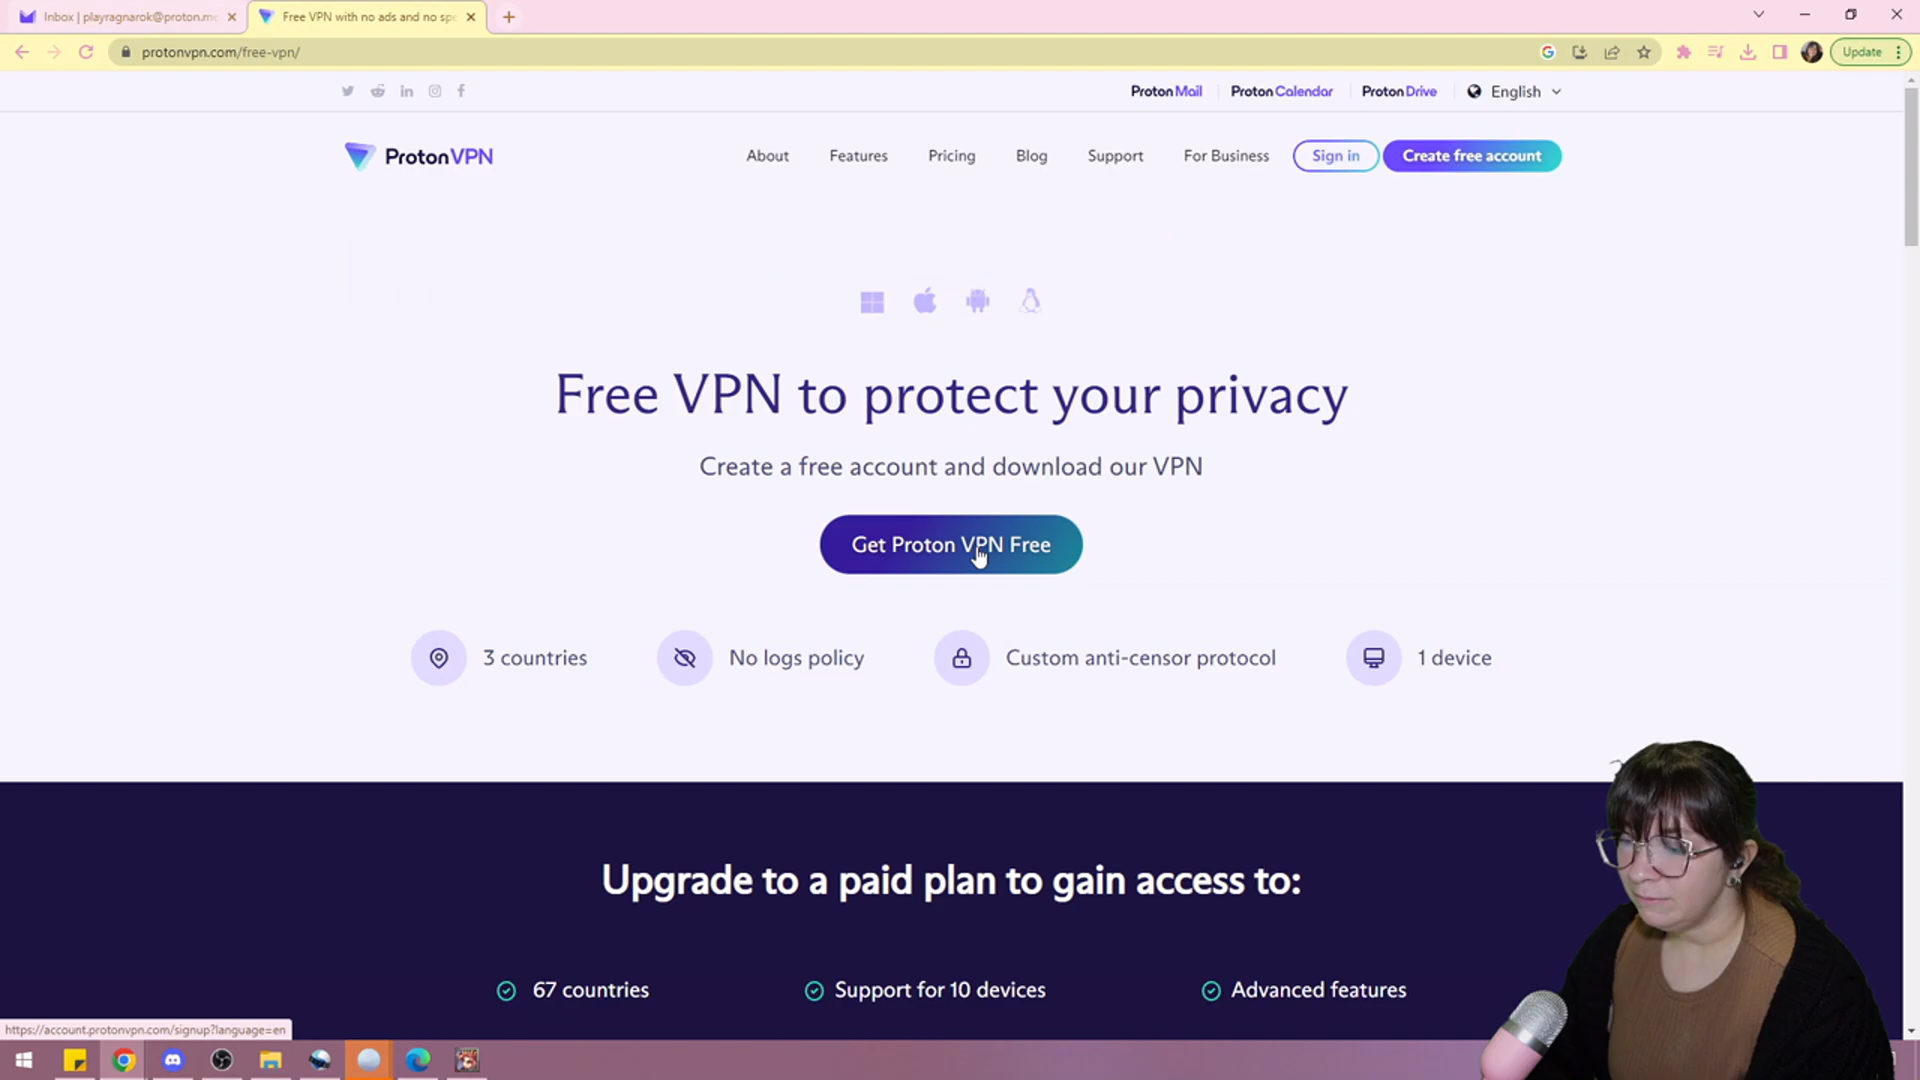 Inbox | playragnarok@proton.me
Free VPN with no ads and no spe
protonvpn.com/free-vpn/
Update
Proton Mail
Proton Calendar
Proton Drive
English
ProtonVPN
About
Features
Pricing
Blog
Support
For Business
Sign in
Create free account
Free VPN to protect your privacy
Create a free account and download our VPN
Get Proton VPN Free
3 countries
No logs policy
Custom anti-censor protocol
1 device
Upgrade to a paid plan to gain access to:
67 countries
Support for 10 devices
Advanced features
https://account.protonvpn.com/signup?language=en